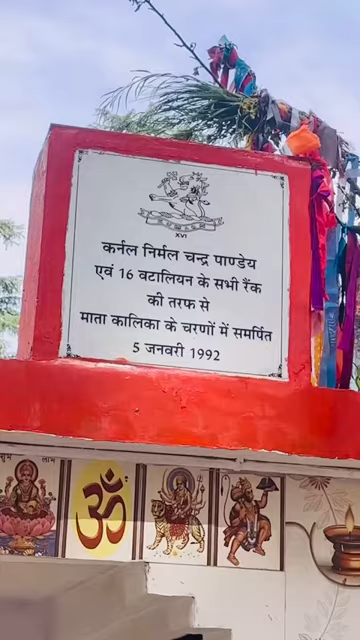 XVI
कर्नल निर्मल चन्द्र पाण्डेय
एवं 16 बटालियन के सभी रैंक
की तरफ से
माता कालिका के चरणों में समर्पित
5 जनवरी 1992
शुभ लाभ
ॐ